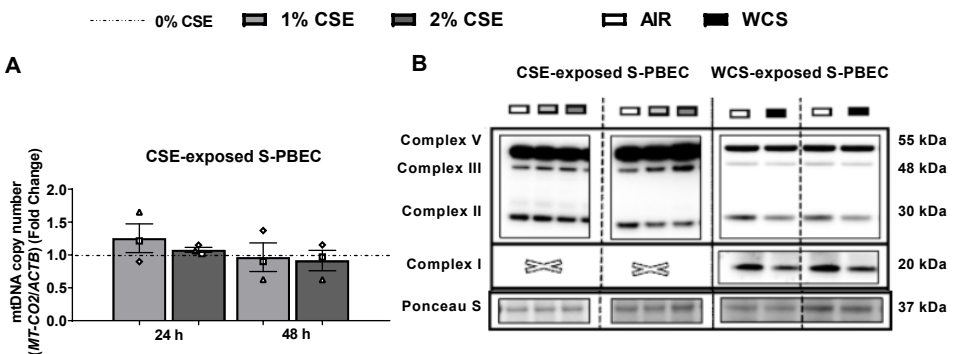 0% CSE 1% CSE 2% CSE AIR WCS
A
CSE-exposed S-PBEC
mtDNA copy number
(MT-CO2/ACTB) (Fold Change)
2.0
1.5
1.0
0.5
0.0
24 h 48 h
B
CSE-exposed S-PBEC WCS-exposed S-PBEC
Complex V 55 kDa
Complex III 48 kDa
Complex II 30 kDa
Complex I 20 kDa
Ponceau S 37 kDa